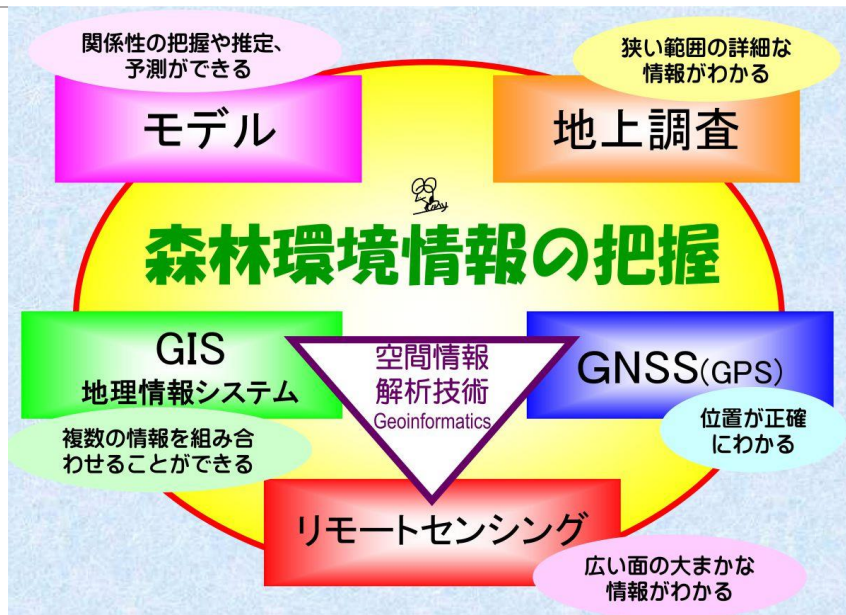 関係性の把握や推定、
予測ができる
モデル
狭い範囲の詳細な
情報がわかる
地上調査
森林環境情報の把握
GIS
地理情報システム
複数の情報を組み合
わせることができる
空間情報
解析技術
Geoinformatics
GNSS(GPS)
位置が正確
にわかる
リモートセンシング
広い面の大まかな
情報がわかる